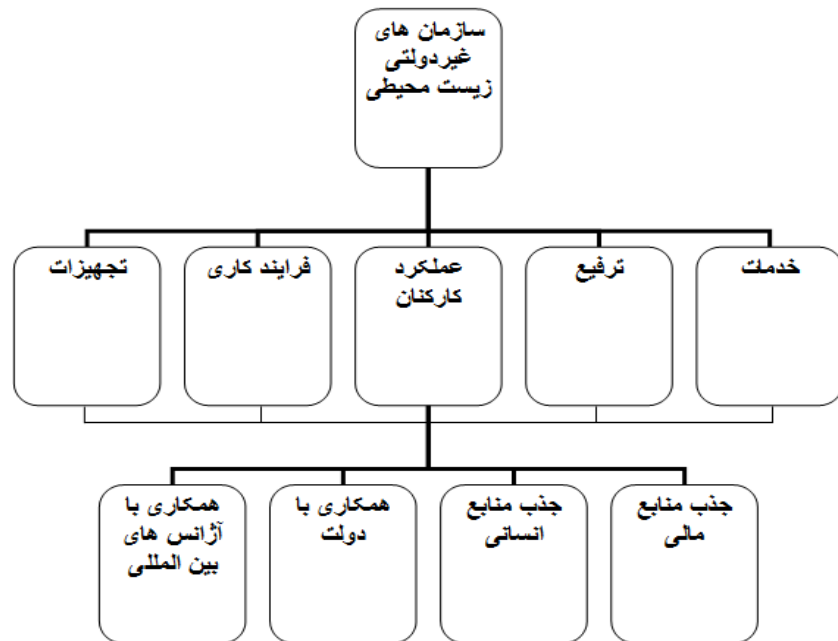 سازمان های
غیردولتی
زیست محیطی
خدمات
ترفیع
عملکرد
کارکنان
فرایند کاری
تجهیزات
جذب منابع
مالی
جذب منابع
انسانی
همکاری با
دولت
همکاری با
آژانس های
بین المللی